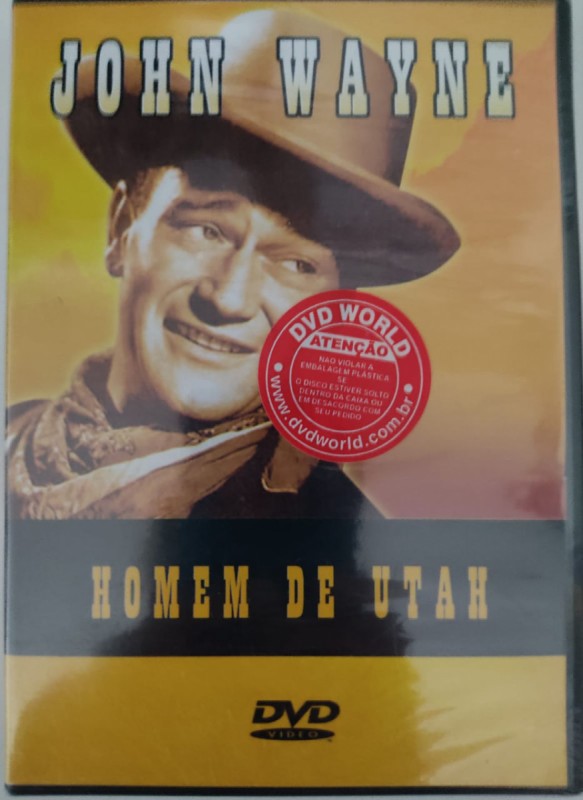 JOHN WAYNE
DVD WORLD
ATENÇÃO
NÃO VIOLAR A
EMBALAGEM PLÁSTICA
SE
O DISCO ESTIVER SOLTO
DENTRO DA CAIXA OU
EM DESACORDO COM
SEU PEDIDO
www.dvdworld.com.br
HOMEM DE UTAH
DVD
VIDEO